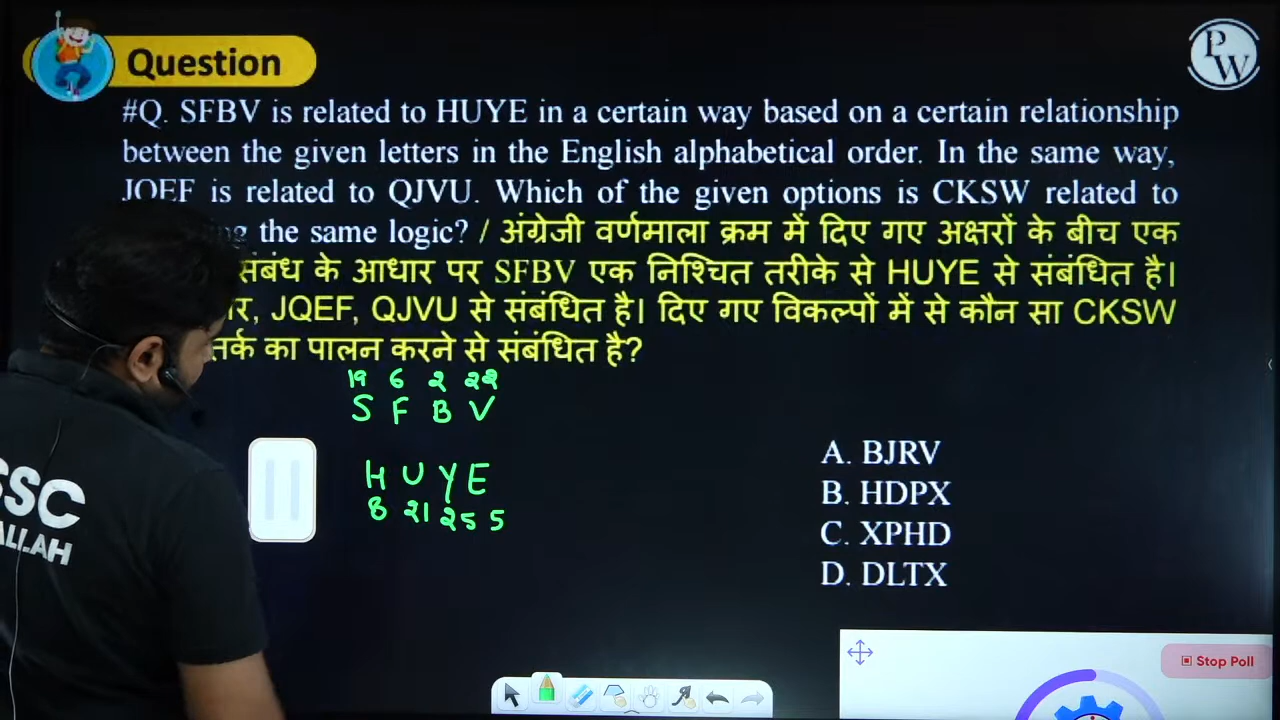 Question
PW
#Q. SFBV is related to HUYE in a certain way based on a certain relationship
between the given letters in the English alphabetical order. In the same way,
JQEF is related to QJVU. Which of the given options is CKSW related to
the same logic? / अंग्रेजी वर्णमाला क्रम में दिए गए अक्षरों के बीच एक
संबंध के आधार पर SFBV एक निश्चित तरीके से HUYE से संबंधित है।
JQEF, QJVU से संबंधित है। दिए गए विकल्पों में से कौन सा CKSW
तर्क का पालन करने से संबंधित है?
19 6 2 22
S F B V
H U Y E
8 21 25 5
A. BJRV
B. HDPX
C. XPHD
D. DLTX
SSC
Stop Poll